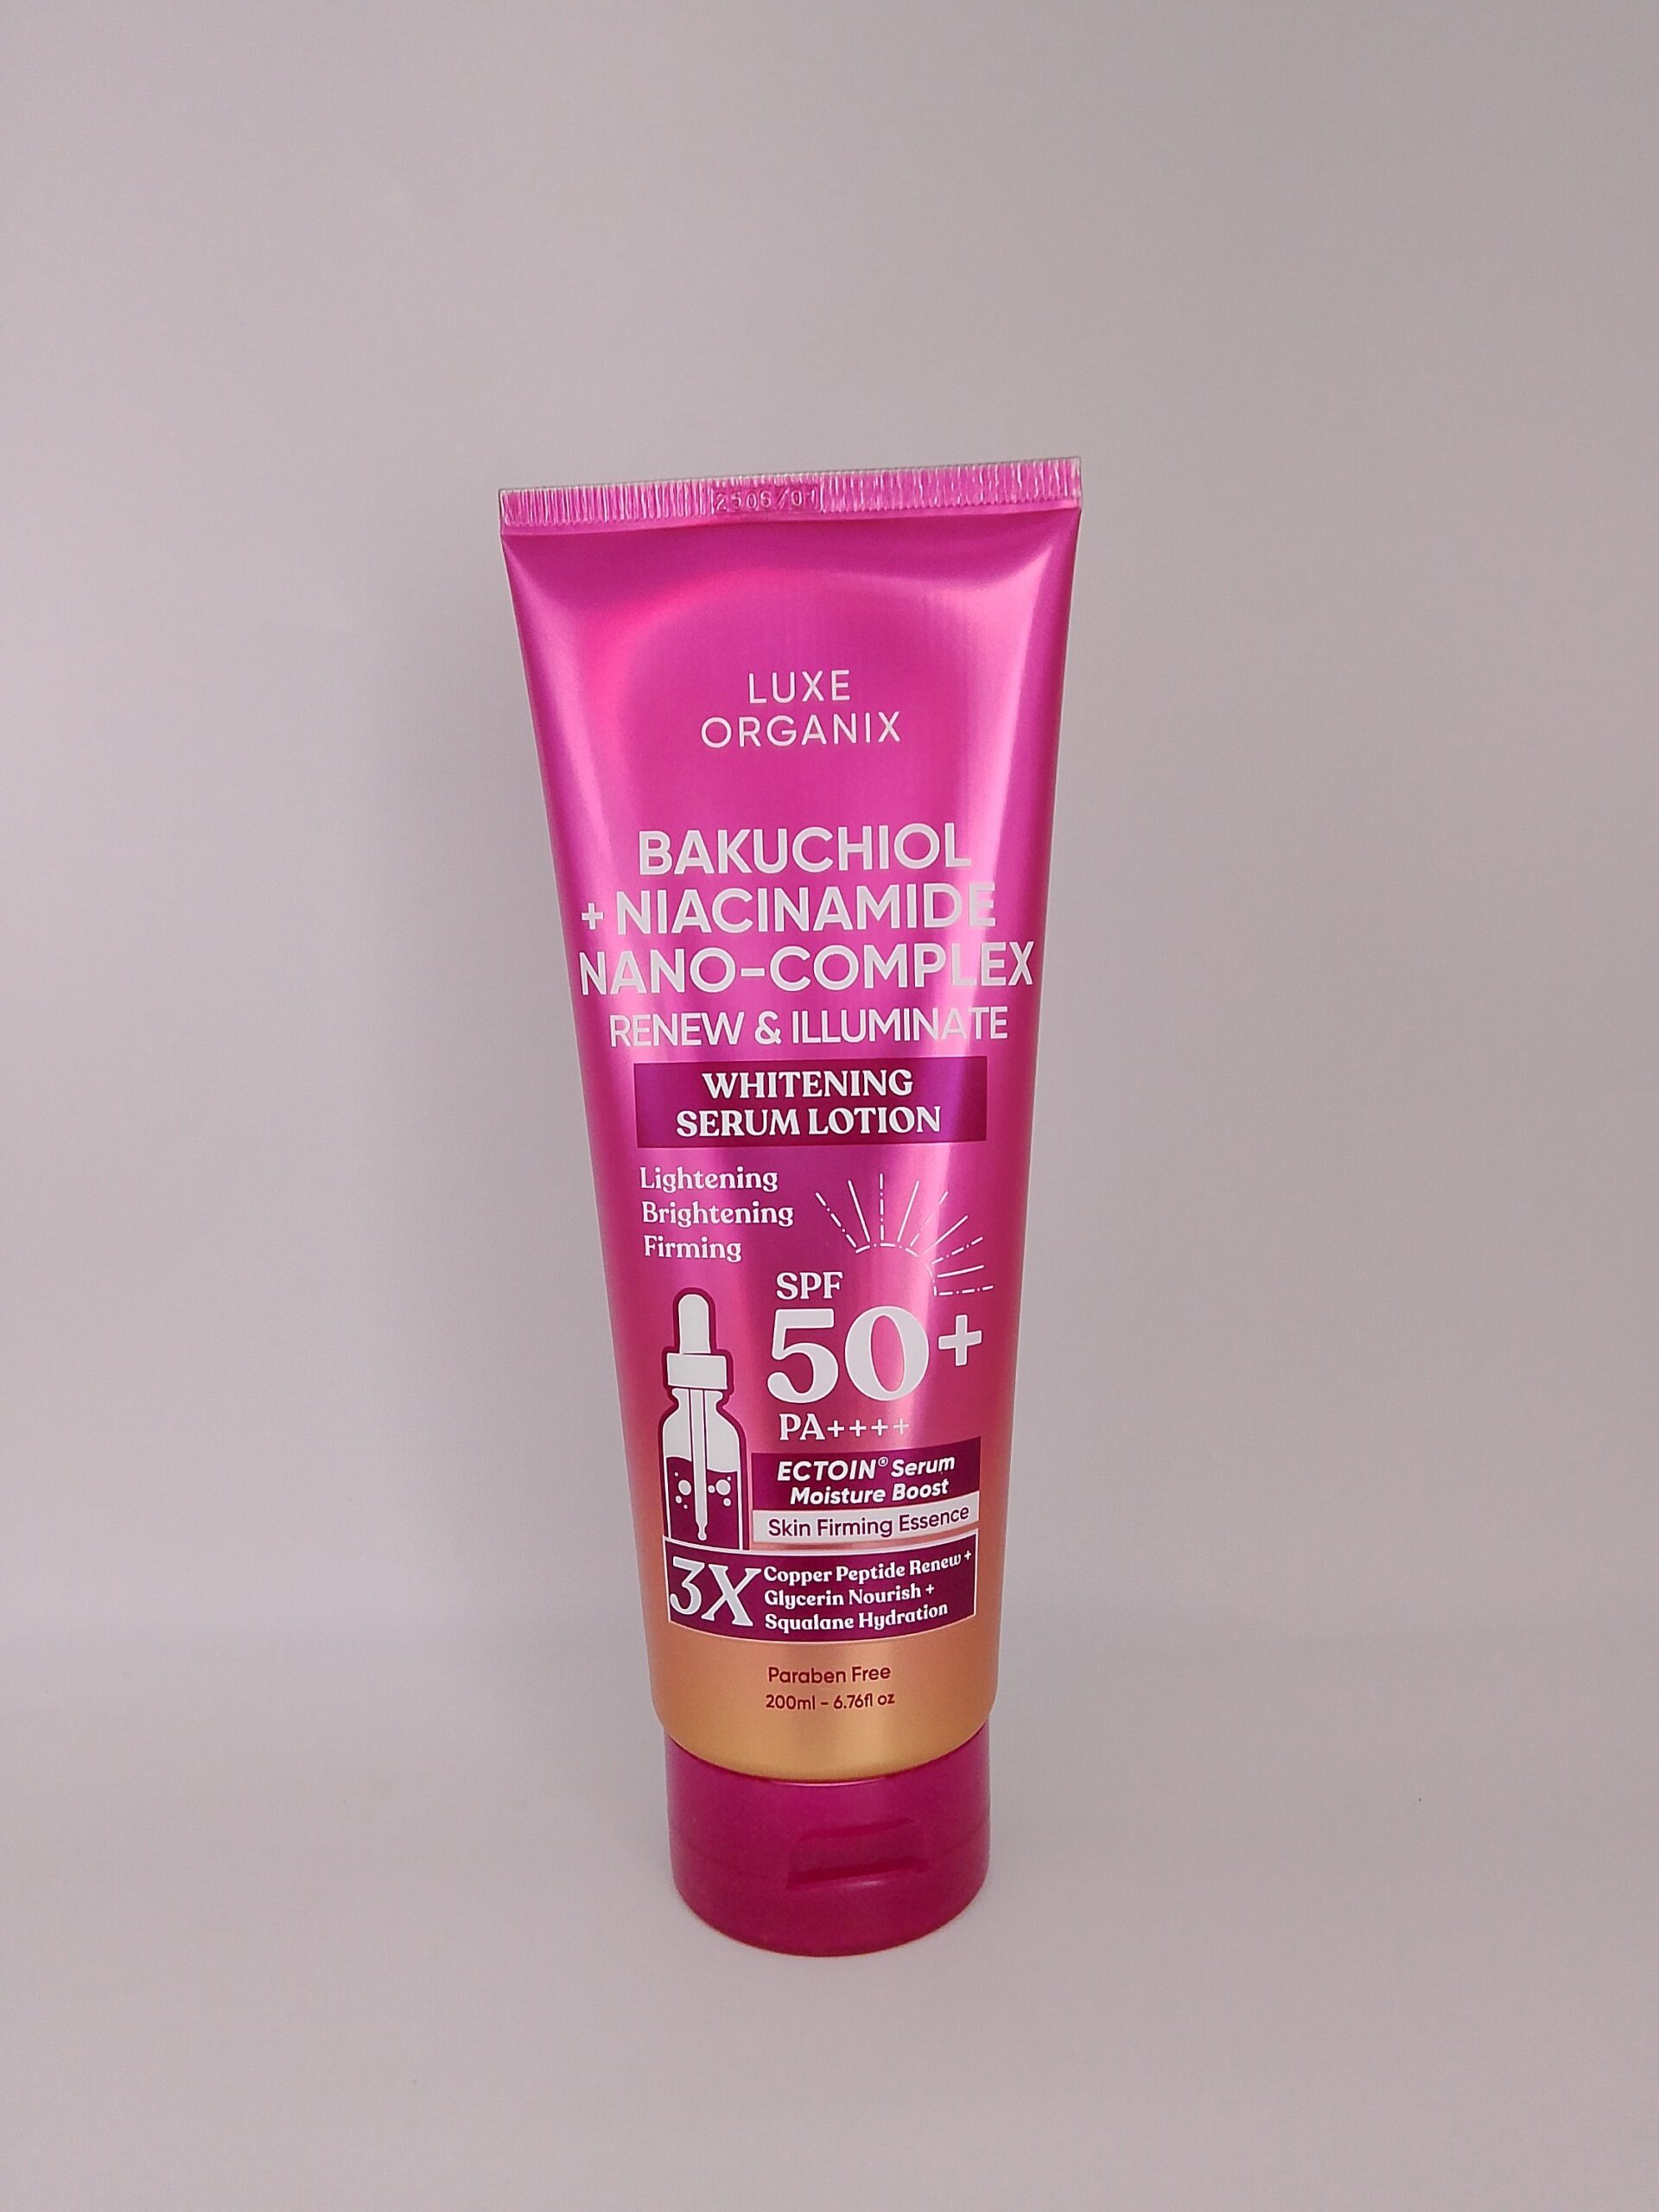 LUXE
ORGANIX
BAKUCHIOL
+ NIACINAMIDE
NANO-COMPLEX
RENEW & ILLUMINATE
WHITENING
SERUM LOTION
Lightening
Brightening
Firming
SPF
50+
PA++++
ECTOIN® Serum
Moisture Boost
Skin Firming Essence
3X
Copper Peptide Renew +
Glycerin Nourish +
Squalane Hydration
Paraben Free
200ml - 6.76fl oz